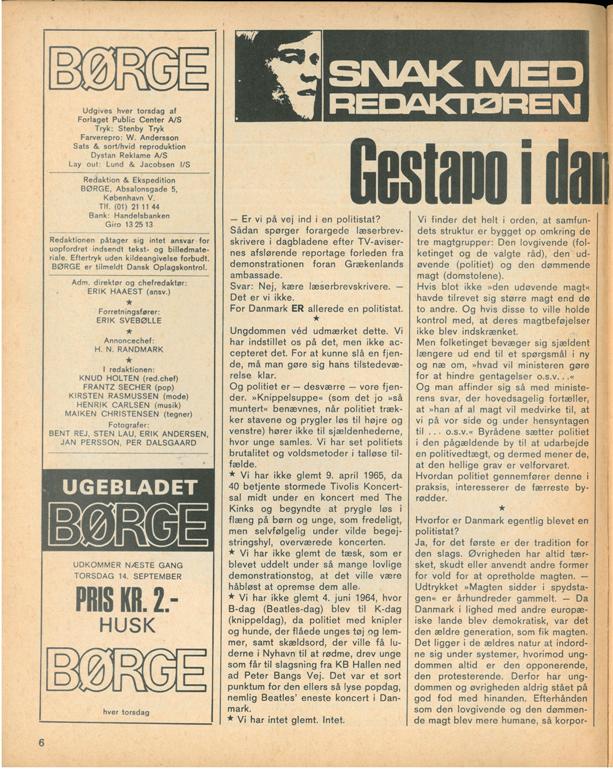 BØRGE
Udgives hver torsdag af
Forlaget Public Center A/S
Tryk: Stenby Tryk
Farverepro: W. Andersson
Sats & sort/hvid reproduktion
Dystan Reklame A/S
Lay out: Lund & Jacobsen I/S
Redaktion & Ekspedition
BØRGE, Absalonsgade 5,
København V.
Tlf. (01) 21 11 44
Bank: Handelsbanken
Giro 13 25 13
Redaktionen påtager sig intet ansvar for
uopfordret indsendt tekst- og billedmate-
riale. Eftertryk uden kildeangivelse forbudt.
BØRGE er tilmeldt Dansk Oplagskontrol.
Adm. direktør og chefredaktør:
ERIK HAAEST (ansv.)
★
Forretningsfører:
ERIK SVEBØLLE
★
Annoncechef:
H. N. RANDMARK
★
I redaktionen:
KNUD HOLTEN (red.chef)
FRANTZ SECHER (pop)
KIRSTEN RASMUSSEN (mode)
HENRIK CARLSEN (musik)
MAIKEN CHRISTENSEN (tegner)
Fotografer:
BENT REJ, STEN LAU, ERIK ANDERSEN,
JAN PERSSON, PER DALSGAARD
UGEBLADET
BØRGE
UDKOMMER NÆSTE GANG
TORSDAG 14. SEPTEMBER
PRIS KR. 2.-
HUSK
BØRGE
hver torsdag
6
SNAK MED
REDAKTØREN
Gestapo i dan
— Er vi på vej ind i en politistat?
Sådan spørger forargede læserbrev-
skrivere i dagbladene efter TV-aviser-
nes afslørende reportage forleden fra
demonstrationen foran Grækenlands
ambassade.
Svar: Nej, kære læserbrevskrivere. —
Det er vi ikke.
For Danmark ER allerede en politistat.
★
Ungdommen véd udmærket dette. Vi
har indstillet os på det, men ikke ac-
cepteret det. For at kunne slå en fjen-
de, må man gøre sig hans tilstedevæ-
relse klar.
Og politiet er — desværre — vore fjen-
der. »Knippelsuppe« (som det jo »så
muntert« benævnes, når politiet træk-
ker stavene og prygler løs til højre og
venstre) hører ikke til sjældenhederne,
hvor unge samles. Vi har set politiets
brutalitet og voldsmetoder i talløse til-
fælde.
★ Vi har ikke glemt 9. april 1965, da
40 betjente stormede Tivolis Koncert-
sal midt under en koncert med The
Kinks og begyndte at prygle løs i
flæng på børn og unge, som fredeligt,
men selvfølgelig under vilde begej-
stringshyl, overværede koncerten.
★ Vi har ikke glemt de tæsk, som er
blevet uddelt under så mange lovlige
demonstrationstog, at det ville være
håbløst at opremse dem alle.
★ Vi har ikke glemt 4. juni 1964, hvor
B-dag (Beatles-dag) blev til K-dag
(knippeldag), da politiet med knipler
og hunde, der flåede unges tøj og lem-
mer, samt skældsord, der ville få lu-
derne i Nyhavn til at rødme, drev unge
som får til slagsning fra KB Hallen ned
ad Peter Bangs Vej. Det var et sort
punktum for den ellers så lyse popdag,
nemlig Beatles' eneste koncert i Dan-
mark.
★ Vi har intet glemt. Intet.
Vi finder det helt i orden, at samfun-
dets struktur er bygget op omkring de
tre magtgrupper: Den lovgivende (fol-
ketinget og de valgte råd), den ud-
øvende (politiet) og den dømmende
magt (domstolene).
Hvis blot ikke »den udøvende magt«
havde tilrevet sig større magt end de
to andre. Og hvis disse to ville holde
kontrol med, at deres magtbeføjelser
ikke blev indskrænket.
Men folketinget bevæger sig sjældent
længere ud end til et spørgsmål i ny
og næ om, »hvad vil ministeren gøre
for at hindre gentagelser o.s.v...«
Og man affinder sig så med ministe-
rens svar, der hovedsagelig fortæller,
at »han af al magt vil medvirke til, at
vi på vor side og under hensyntagen
til ... o.s.v.« Byrådene sætter politiet
i den pågældende by til at udarbejde
en politivedtægt, og dermed mener de,
at den hellige grav er velforvaret.
Hvordan politiet gennemfører denne i
praksis, interesserer de færreste by-
rødder.
★
Hvorfor er Danmark egentlig blevet en
politistat?
Ja, for det første er der tradition for
den slags. Øvrigheden har altid tær-
sket, skudt eller anvendt andre former
for vold for at opretholde magten. —
Udtrykket »Magten sidder i spydsta-
gen« er århundreder gammelt. — Da
Danmark i lighed med andre europæ-
iske lande blev demokratisk, var det
den ældre generation, som fik magten.
Det ligger i de ældres natur at indord-
ne sig under systemer, hvorimod ung-
dommen altid er den opponerende,
den protesterende. Derfor har ung-
dommen og øvrigheden aldrig stået på
god fod med hinanden. Efterhånden
som den lovgivende og den dømmen-
de magt blev mere humane, så korpor-